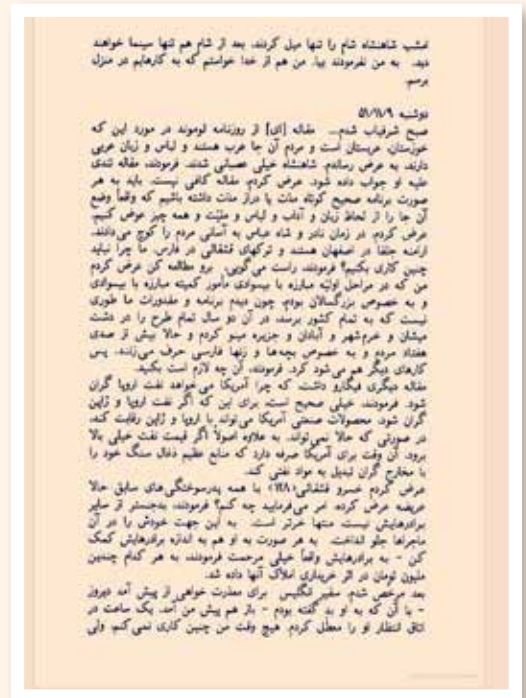 امشب شاهنشاه شام را تنها میل کردند، بعد از شام هم تنها سینما خواهند
دید. به من نفرمودند بیا. من هم از خدا خواستم که به کارهایم در منزل
برسم.
دوشنبه ۵۱/۱۱/۹
صبح شرفیاب شدم... مقاله [ای] از روزنامه لوموند در مورد این که
خوزستان، عربستان است و مردم آن جا عرب هستند و لباس و زبان عربی
دارند، به عرض رساندم. شاهنشاه خیلی عصبانی شدند. فرمودند، مقاله تندی
علیه او جواب داده شود. عرض کردم، مقاله کافی نیست. باید به هر
صورت برنامه صحیح کوتاه مدت یا دراز مدت داشته باشیم که واقعاً وضع
آن جا را از لحاظ زبان و آداب و لباس و ملیّت و همه چیز عوض کنیم.
عرض کردم، در زمان نادر و شاه عباس به آسانی مردم را کوچ می‌دادند.
ارامنه جلفا در اصفهان هستند و ترکهای قشقائی در فارس. ما چرا نباید
چنین کاری بکنیم؟ فرمودند، راست می‌گویی، برو مطالعه کن. عرض کردم
من که در مراحل اولیّه مبارزه با بیسوادی مأمور کمیته مبارزه با بیسوادی
و به خصوص بزرگسالان بودم، چون دیدم برنامه و مقدورات ما طوری
نیست که به تمام کشور برسد، در آن دو سال تمام طرح را در دشت
میشان و خرم‌شهر و آبادان و جزیره مینو کردم و حالا بیش از صدی
هفتاد مردم و به خصوص بچه‌ها و زنها فارسی حرف می‌زنند. پس
کارهای دیگر هم می‌شود کرد. فرمودند، آن چه لازم است بکنید.
مقاله دیگری فیگارو داشت، که چرا آمریکا می‌خواهد نفت اروپا گران
شود. فرمودند، خیلی صحیح است، برای این که اگر نفت اروپا و ژاپن
گران شود، محصولات صنعتی آمریکا می‌تواند با اروپا و ژاپن رقابت کند،
در صورتی که حالا نمی‌تواند. به علاوه اصولاً اگر قیمت نفت خیلی بالا
برود، آن وقت برای آمریکا صرفه دارد که منابع عظیم ذغال سنگ خود را
با مخارج گران تبدیل به مواد نفتی کند.
عرض کردم خسرو قشقائی(۱۲۸) با همه پدرسوختگی‌های سابق حالا
عریضه عرض کرده، امر می‌فرمایید چه کنم؟ فرمودند، بدجنس‌تر از سایر
برادرهایش نیست، منتها خرتر است. به این جهت خودش را در آن
ماجراها جلو انداخت. به هر صورت به او هم به اندازه برادرهایش کمک
کن - به برادرهایش واقعاً خیلی مرحمت فرمودند، به هر کدام چندین
ملیون تومان در اثر خریداری املاک آنها داده شد.
بعد مرخص شدم. سفیر انگلیس برای معذرت خواهی از پیش آمد دیروز
- با آن که به او بد گفته بودم - باز هم پیش من آمد. یک ساعت در
اتاق انتظار او را معطّل کردم. هیچ وقت من چنین کاری نمی‌کنم، ولی